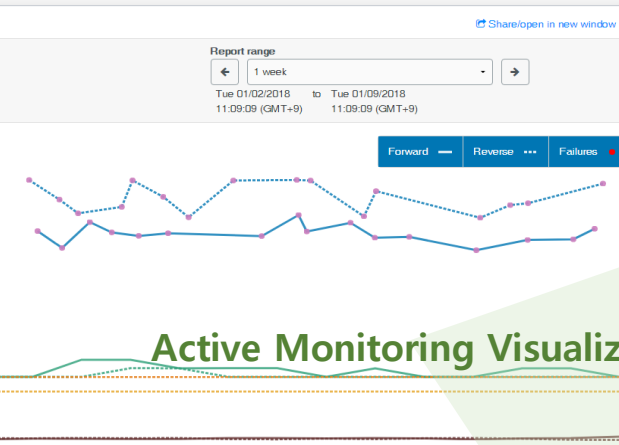 Share/open in new window
Report range
1 week
Tue 01/02/2018 to Tue 01/09/2018
11:09:09 (GMT+9) 11:09:09 (GMT+9)
Forward Reverse Failures
Active Monitoring Visualiz